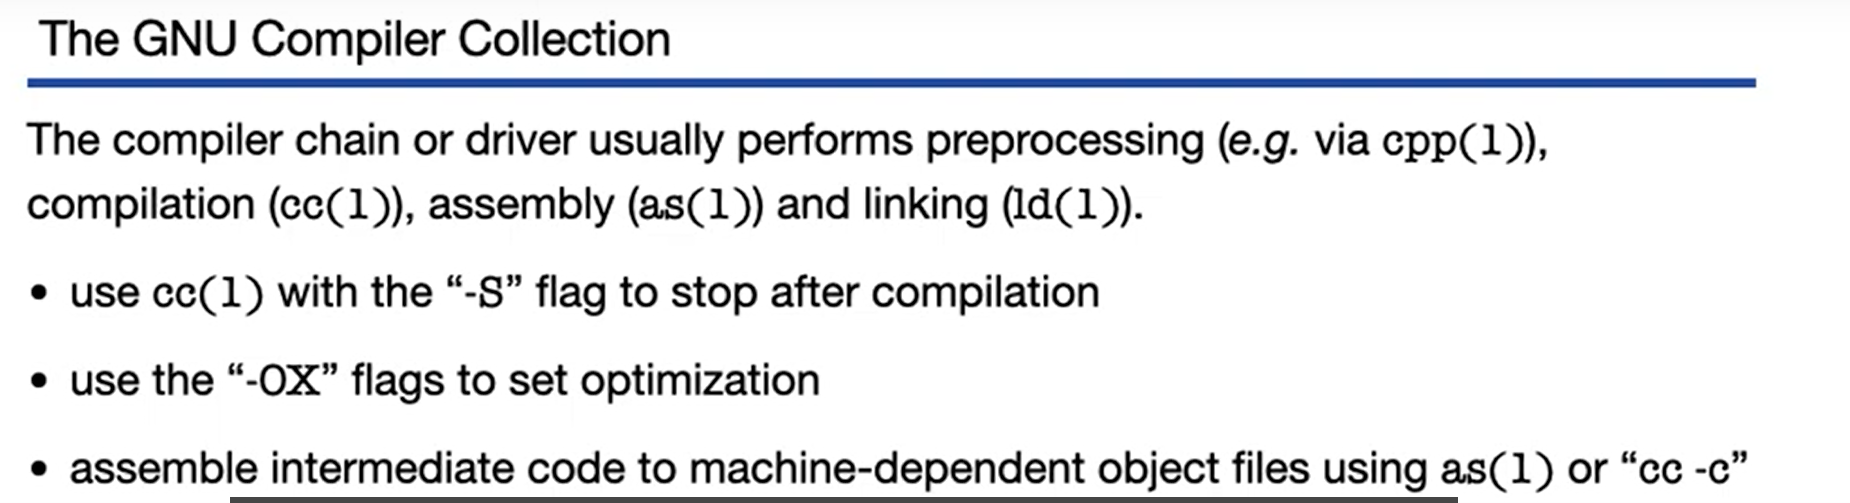 The GNU Compiler Collection
The compiler chain or driver usually performs preprocessing (e.g. via cpp(1)),
compilation (cc(1)), assembly (as(1)) and linking (ld(1)).
• use cc(1) with the “-S” flag to stop after compilation
• use the “-OX” flags to set optimization
• assemble intermediate code to machine-dependent object files using as(1) or “cc -c”